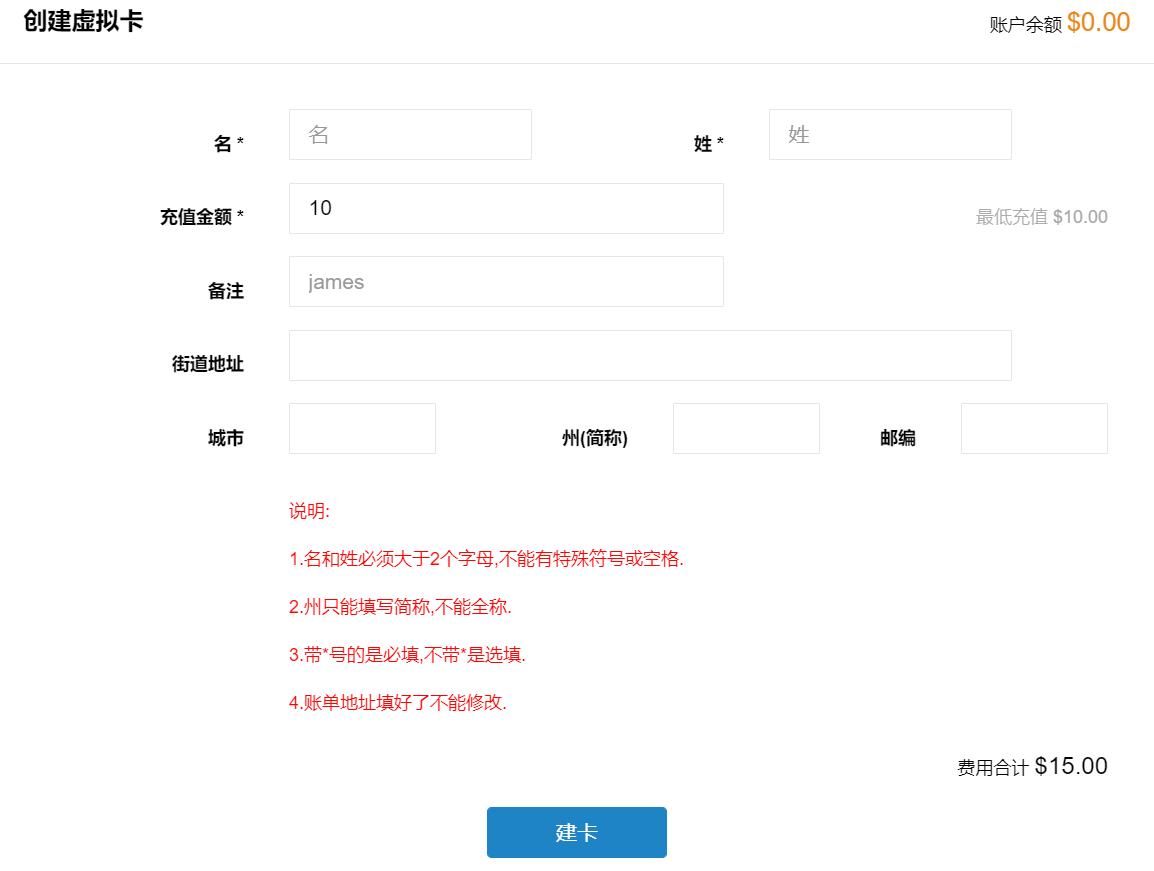 创建虚拟卡
账户余额 $0.00
名 *
名
姓 *
姓
充值金额 *
10
最低充值 $10.00
备注
james
街道地址
城市
州(简称)
邮编
说明:
1.名和姓必须大于2个字母,不能有特殊符号或空格.
2.州只能填写简称,不能全称.
3.带*号的是必填,不带*是选填.
4.账单地址填好了不能修改.
费用合计 $15.00
建卡